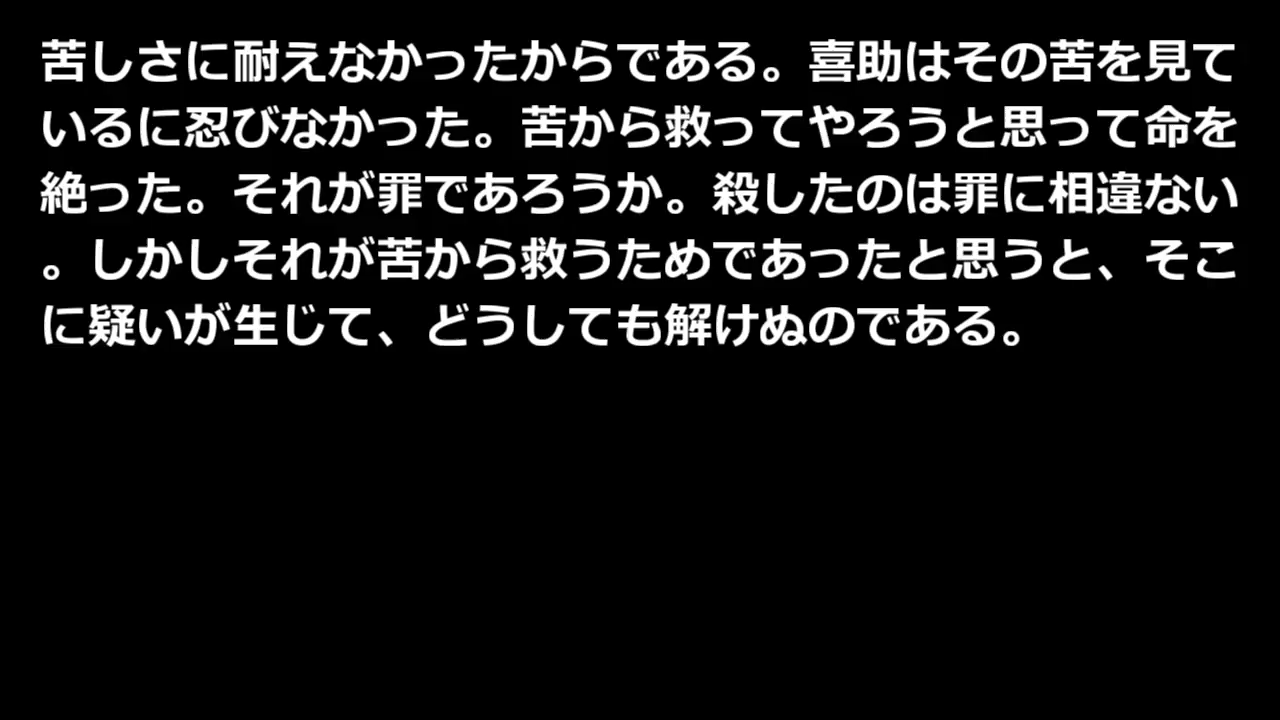 苦しさに耐えなかったからである。喜助はその苦を見て
いるに忍びなかった。苦から救ってやろうと思って命を
絶った。それが罪であろうか。殺したのは罪に相違ない
。しかしそれが苦から救うためであったと思うと、そこ
に疑いが生じて、どうしても解けぬのである。